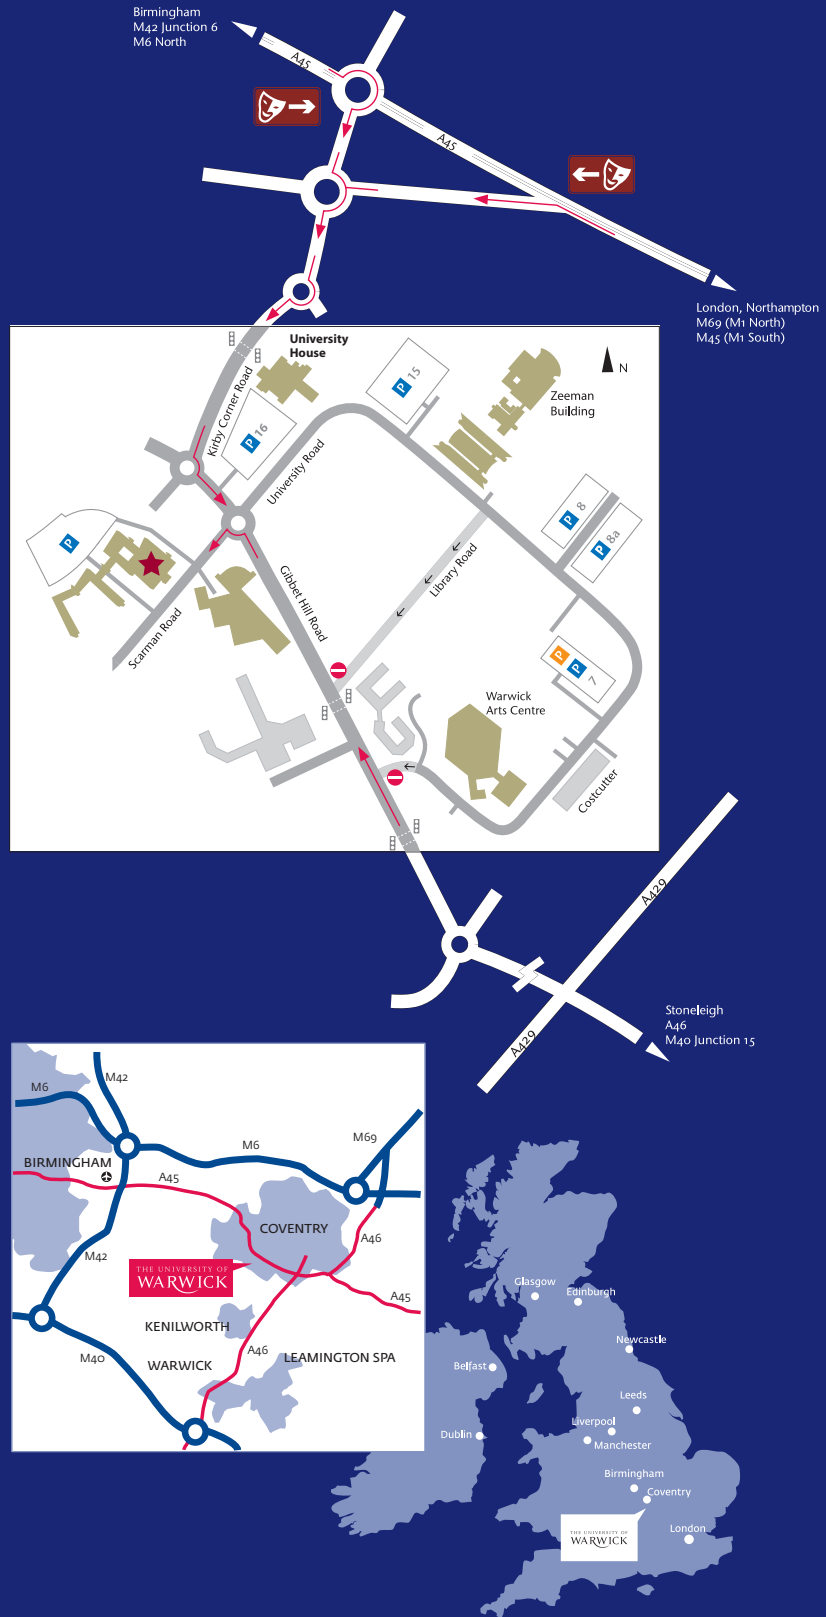 Birmingham
M42 Junction 6
M6 North
A45
A45
London, Northampton
M69 (M1 North)
M45 (M1 South)
University
House
N
P 15
Zeeman
Building
Kirby Corner Road
P 16
University Road
P 8
P 8a
P
Library Road
Gibbet Hill Road
Scarman Road
P P 7
Warwick
Arts Centre
Costcutter
A429
A429
Stoneleigh
A46
M40 Junction 15
M42
M6
M6
M69
BIRMINGHAM
A45
COVENTRY
A46
M42
THE UNIVERSITY OF
WARWICK
A45
KENILWORTH
A46
LEAMINGTON SPA
M40
WARWICK
Glasgow
Edinburgh
Newcastle
Belfast
Leeds
Liverpool
Dublin
Manchester
Birmingham
Coventry
THE UNIVERSITY OF
WARWICK
London